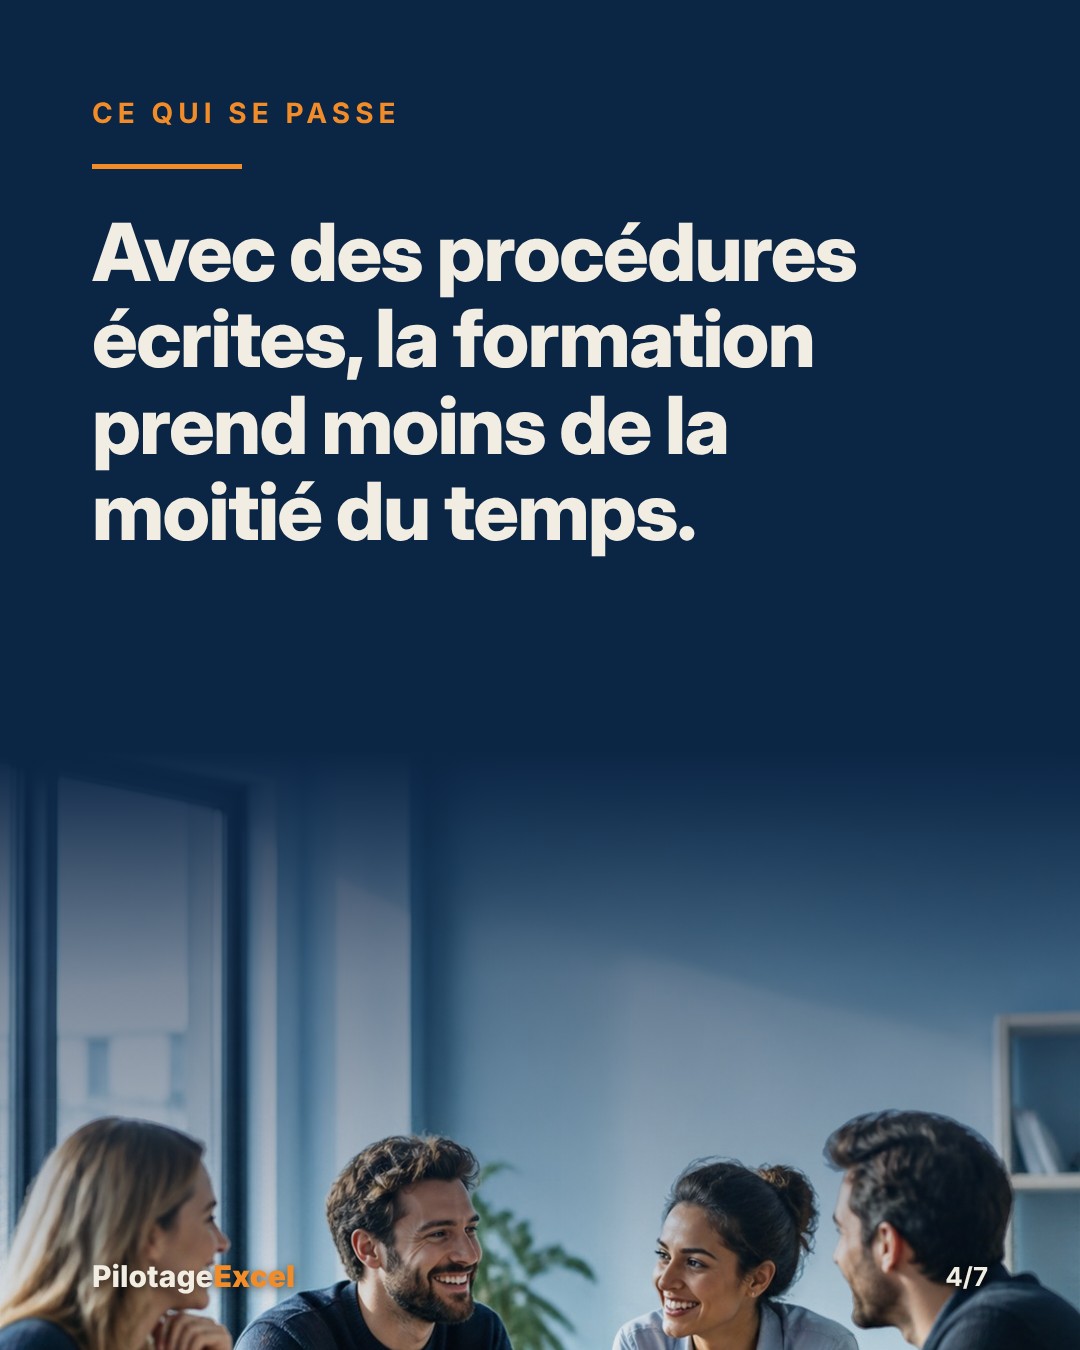 CE QUI SE PASSE
Avec des procédures
écrites, la formation
prend moins de la
moitié du temps.
PilotageExcel
4/7